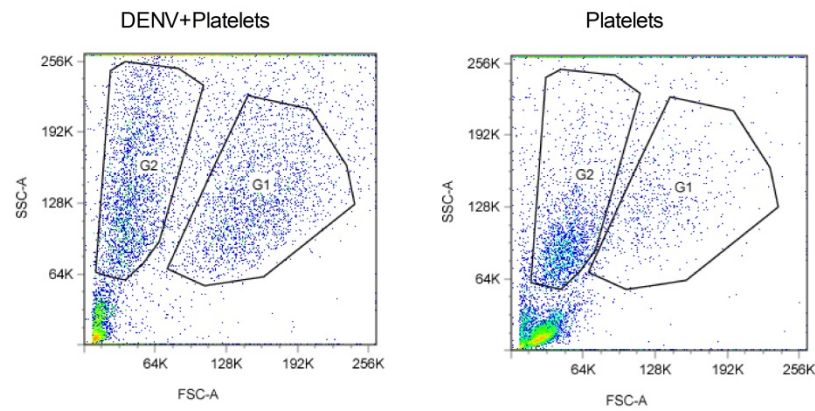 DENV+Platelets
256K
192K
128K
64K
SSC-A
G2
G1
64K
128K
192K
256K
FSC-A
Platelets
256K
192K
128K
64K
SSC-A
G2
G1
64K
128K
192K
256K
FSC-A